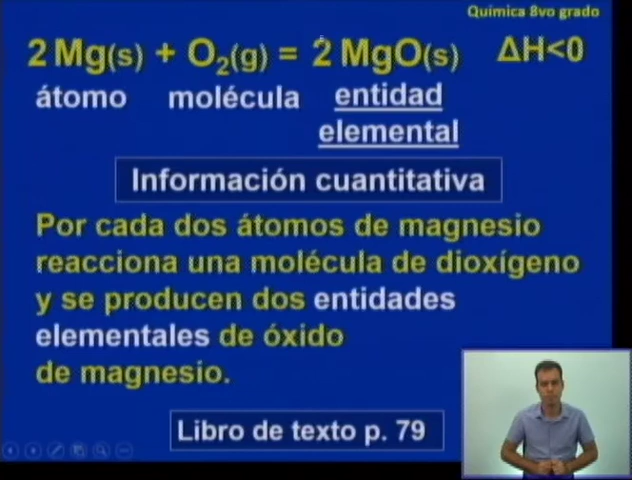 Química 8vo grado
2 Mg(s) + O₂(g) = 2 MgO(s) ΔH<0
átomo molécula entidad
elemental
Información cuantitativa
Por cada dos átomos de magnesio
reacciona una molécula de dioxígeno
y se producen dos entidades
elementales de óxido
de magnesio.
Libro de texto p. 79